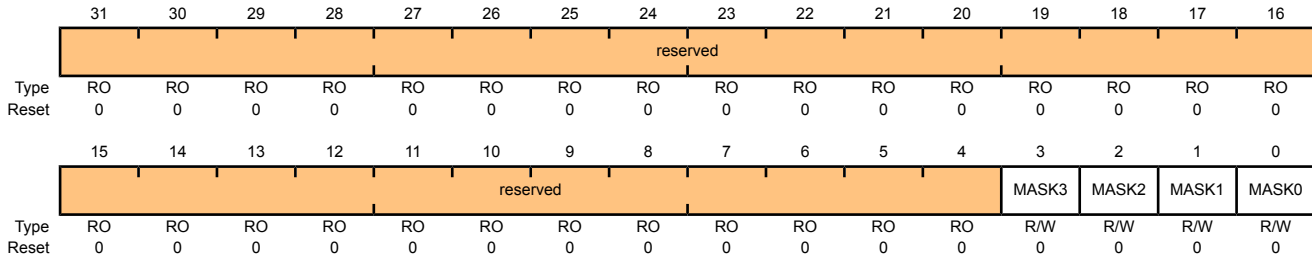 31 30 29 28 27 26 25 24 23 22 21 20 19 18 17 16
reserved
Type RO RO RO RO RO RO RO RO RO RO RO RO RO RO RO RO
Reset 0 0 0 0 0 0 0 0 0 0 0 0 0 0 0 0
15 14 13 12 11 10 9 8 7 6 5 4 3 2 1 0
reserved MASK3 MASK2 MASK1 MASK0
Type RO RO RO RO RO RO RO RO RO RO RO RO R/W R/W R/W R/W
Reset 0 0 0 0 0 0 0 0 0 0 0 0 0 0 0 0